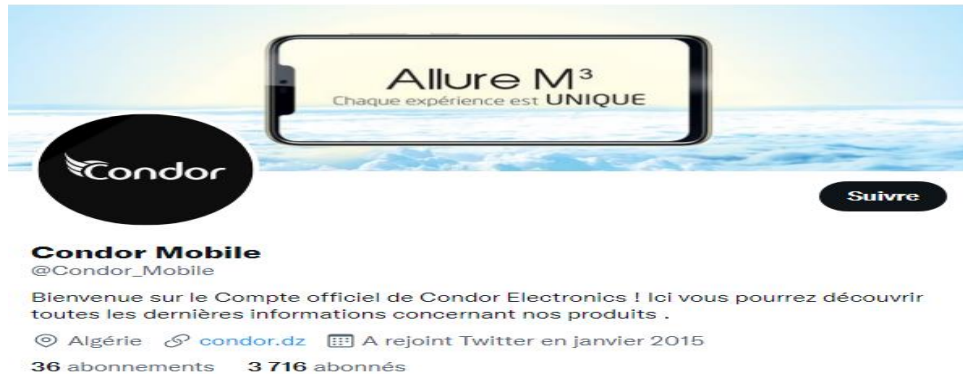 Allure M³
Chaque expérience est UNIQUE
Condor
Suivre
Condor Mobile
@Condor_Mobile
Bienvenue sur le Compte officiel de Condor Electronics ! Ici vous pourrez découvrir
toutes les dernières informations concernant nos produits .
Algérie condor.dz A rejoint Twitter en janvier 2015
36 abonnements 3 716 abonnés